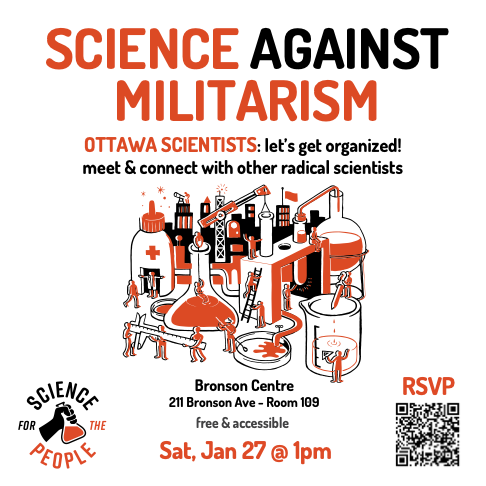 SCIENCE AGAINST
MILITARISM
OTTAWA SCIENTISTS: let's get organized!
meet & connect with other radical scientists
Bronson Centre
211 Bronson Ave - Room 109
free & accessible
Sat, Jan 27 @ 1pm
SCIENCE
FOR THE
PEOPLE
RSVP